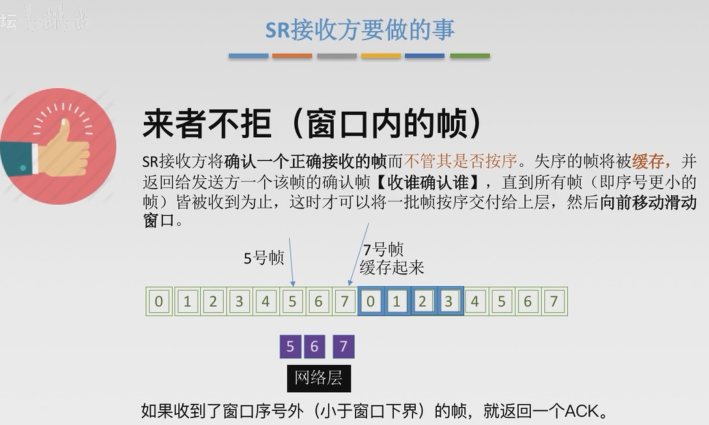 坛
SR接收方要做的事
来者不拒（窗口内的帧）
SR接收方将确认一个正确接收的帧而不管其是否按序。失序的帧将被缓存，并
返回给发送方一个该帧的确认帧【收谁确认谁】，直到所有帧（即序号更小的
帧）皆被收到为止，这时才可以将一批帧按序交付给上层，然后向前移动滑动
窗口。
5号帧
7号帧
缓存起来
0 1 2 3 4 5 6 7 0 1 2 3 4 5 6 7
5 6 7
网络层
如果收到了窗口序号外（小于窗口下界）的帧，就返回一个ACK。